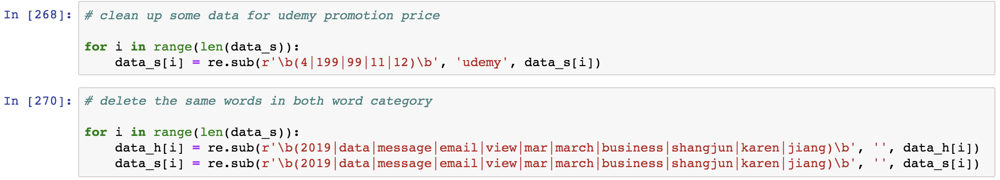 In [268]: # clean up some data for udemy promotion price
for i in range(len(data_s)):
    data_s[i] = re.sub(r'\b(4|199|99|11|12)\b', 'udemy', data_s[i])
In [270]: # delete the same words in both word category
for i in range(len(data_s)):
    data_h[i] = re.sub(r'\b(2019|data|message|email|view|mar|march|business|shangjun|karen|jiang)\b', '', data_h[i])
    data_s[i] = re.sub(r'\b(2019|data|message|email|view|mar|march|business|shangjun|karen|jiang)\b', '', data_s[i])